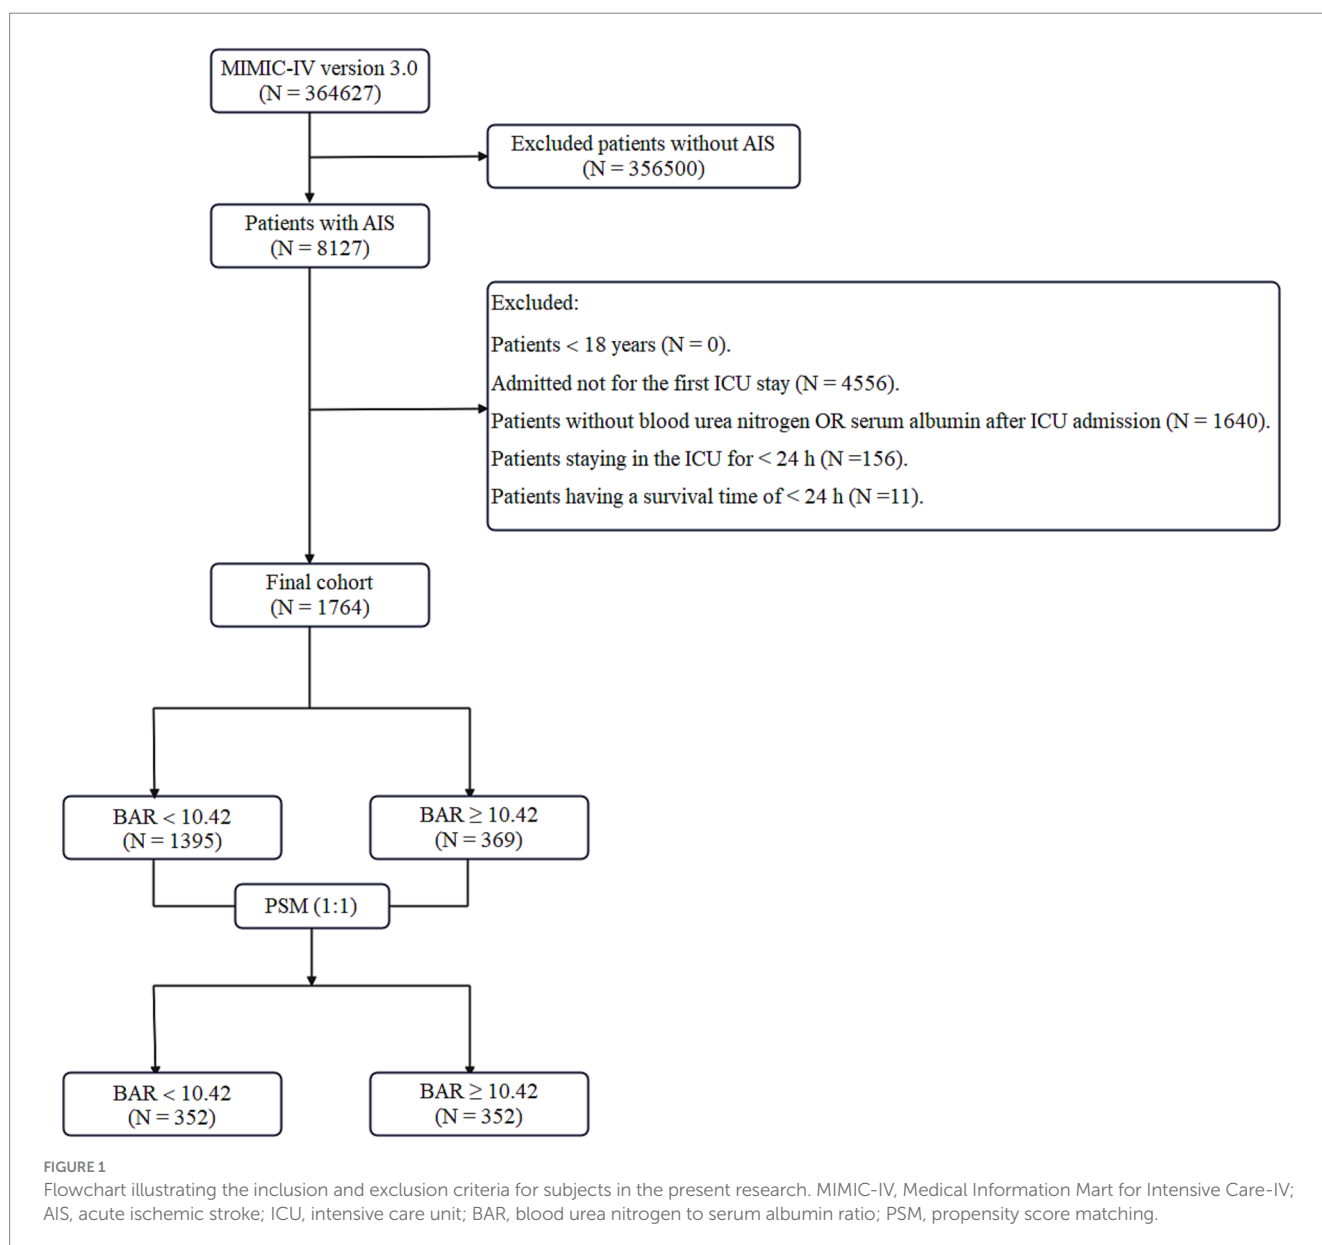 MIMIC-IV version 3.0
(N = 364627)
Excluded patients without AIS
(N = 356500)
Patients with AIS
(N = 8127)
Excluded:
Patients < 18 years (N = 0).
Admitted not for the first ICU stay (N = 4556).
Patients without blood urea nitrogen OR serum albumin after ICU admission (N = 1640).
Patients staying in the ICU for < 24 h (N =156).
Patients having a survival time of < 24 h (N =11).
Final cohort
(N = 1764)
BAR < 10.42
(N = 1395)
BAR ≥ 10.42
(N = 369)
PSM (1:1)
BAR < 10.42
(N = 352)
BAR ≥ 10.42
(N = 352)
FIGURE 1
Flowchart illustrating the inclusion and exclusion criteria for subjects in the present research. MIMIC-IV, Medical Information Mart for Intensive Care-IV;
AIS, acute ischemic stroke; ICU, intensive care unit; BAR, blood urea nitrogen to serum albumin ratio; PSM, propensity score matching.